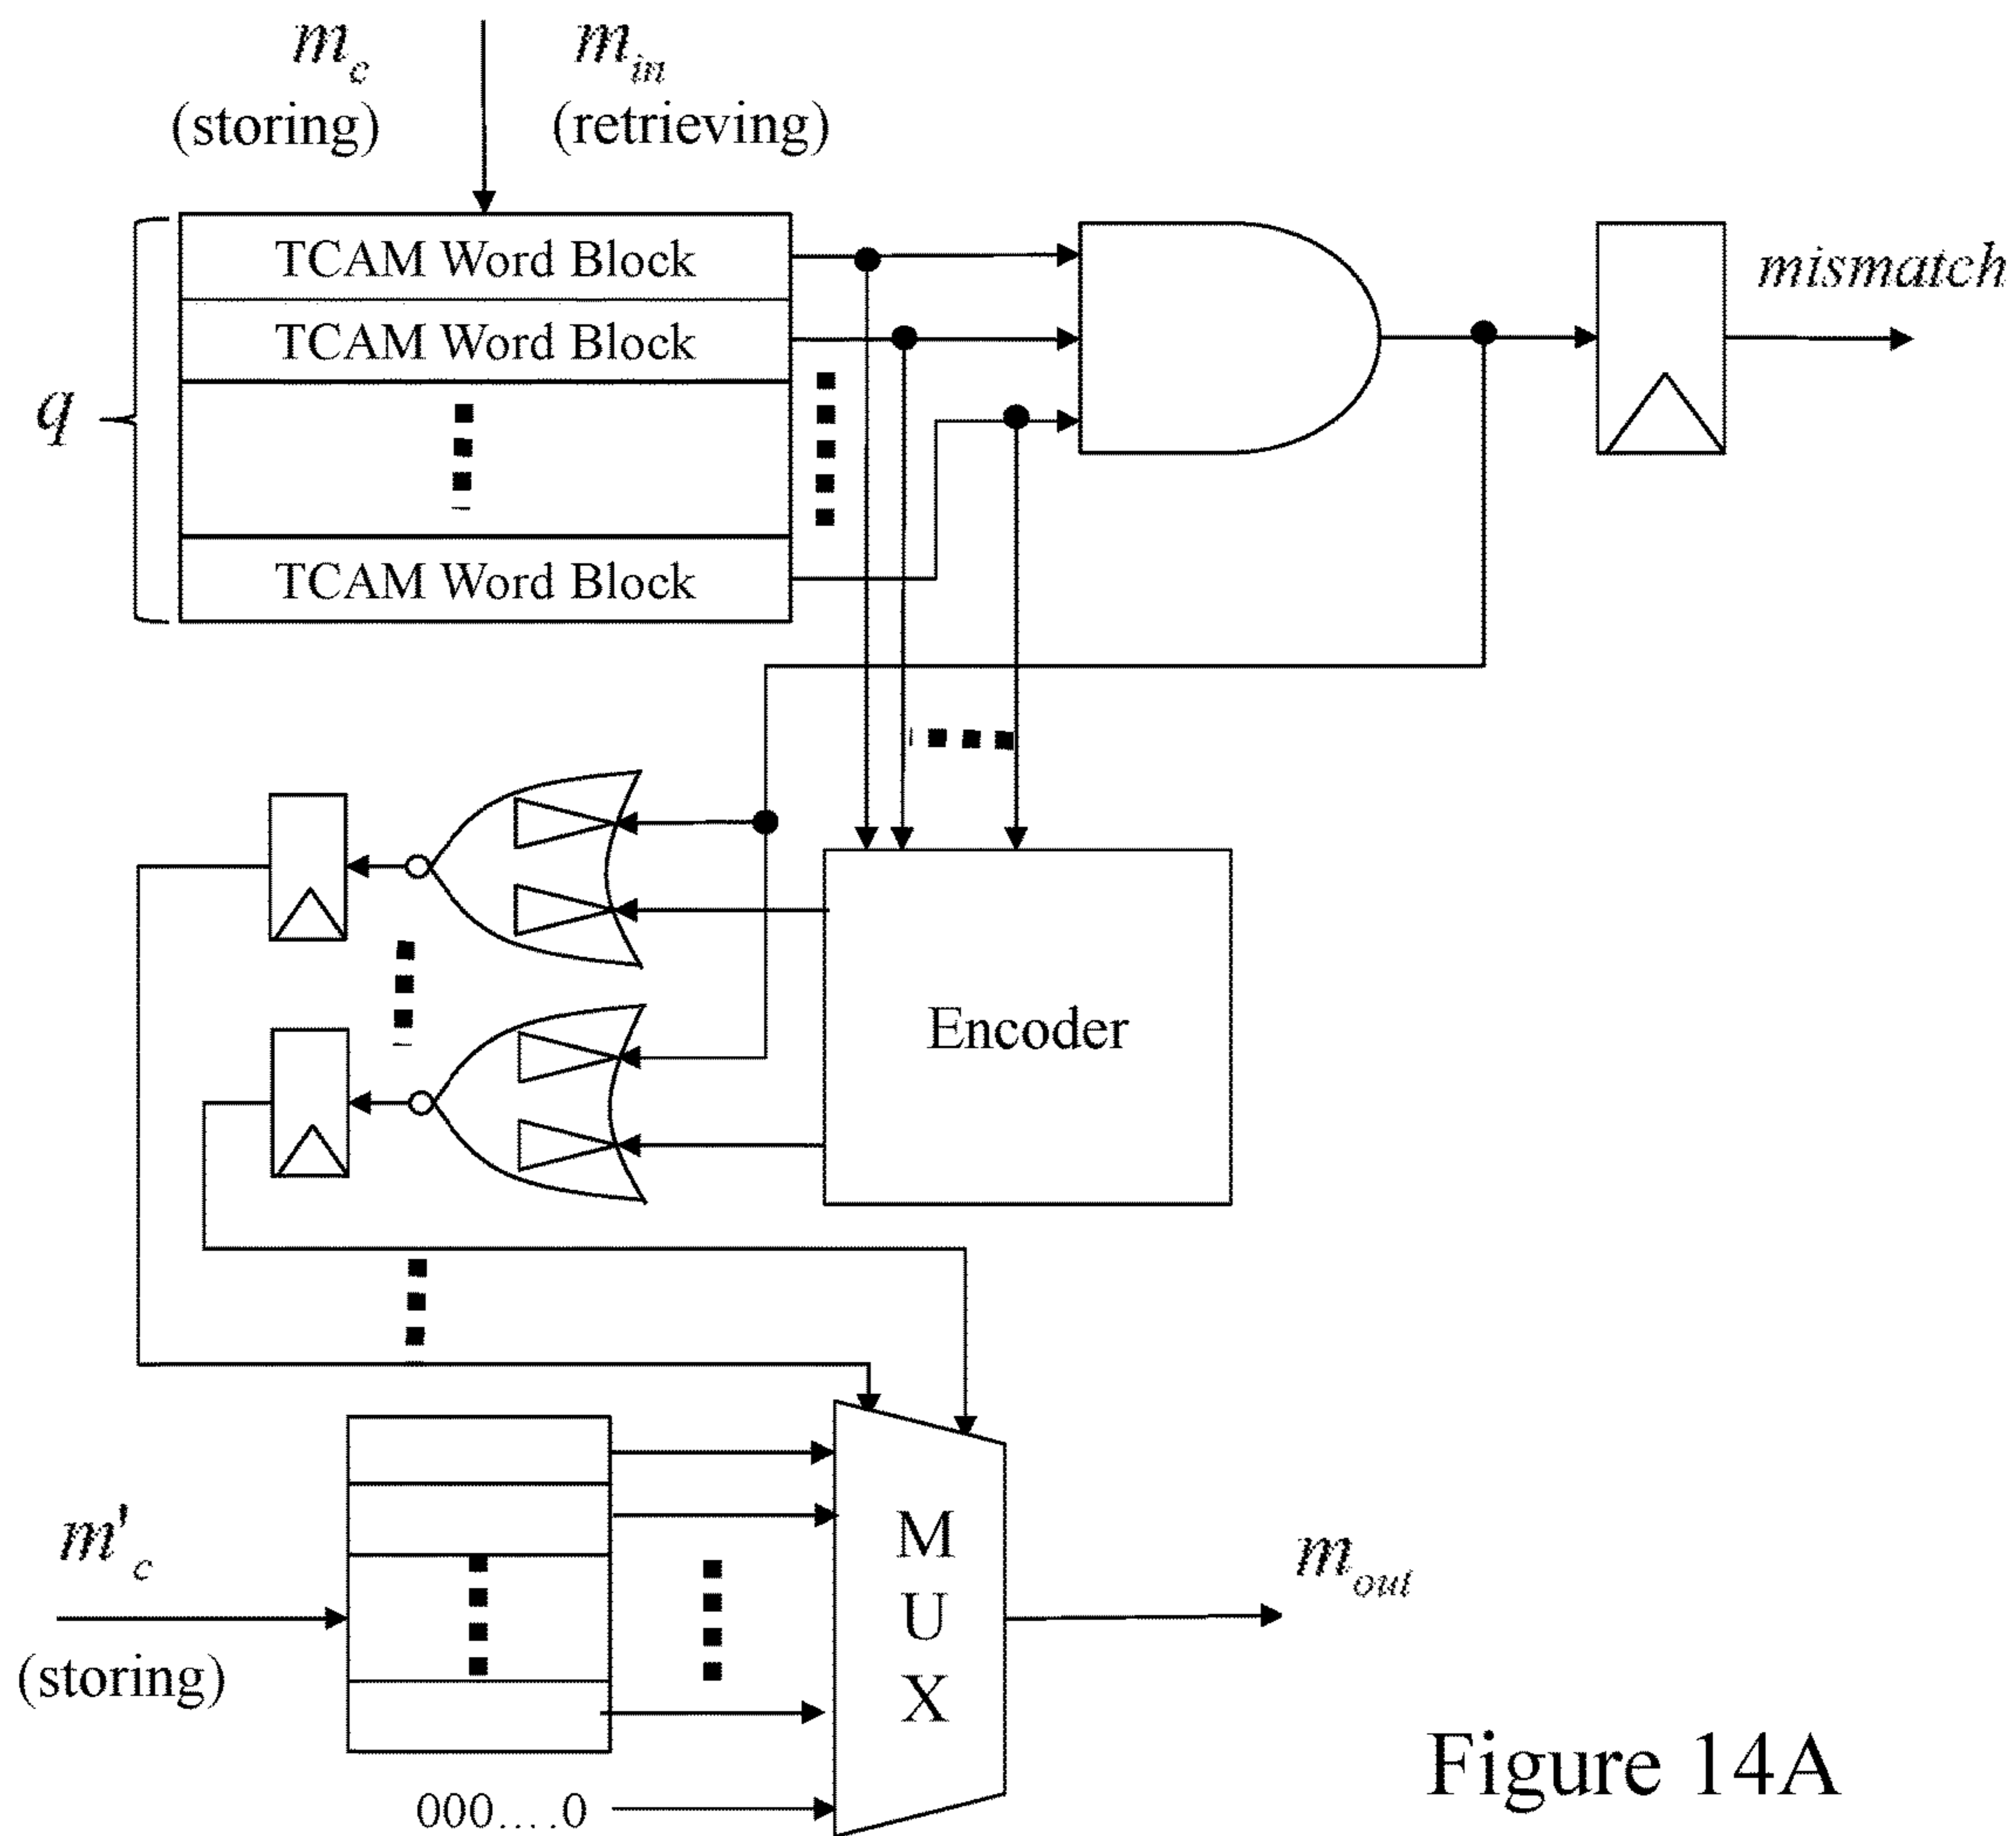 m_c m_in
(storing) (retrieving)
TCAM Word Block
mismatch
TCAM Word Block
q
TCAM Word Block
Encoder
M
m'_c
U
m_out
(storing)
X
000....0
Figure 14A